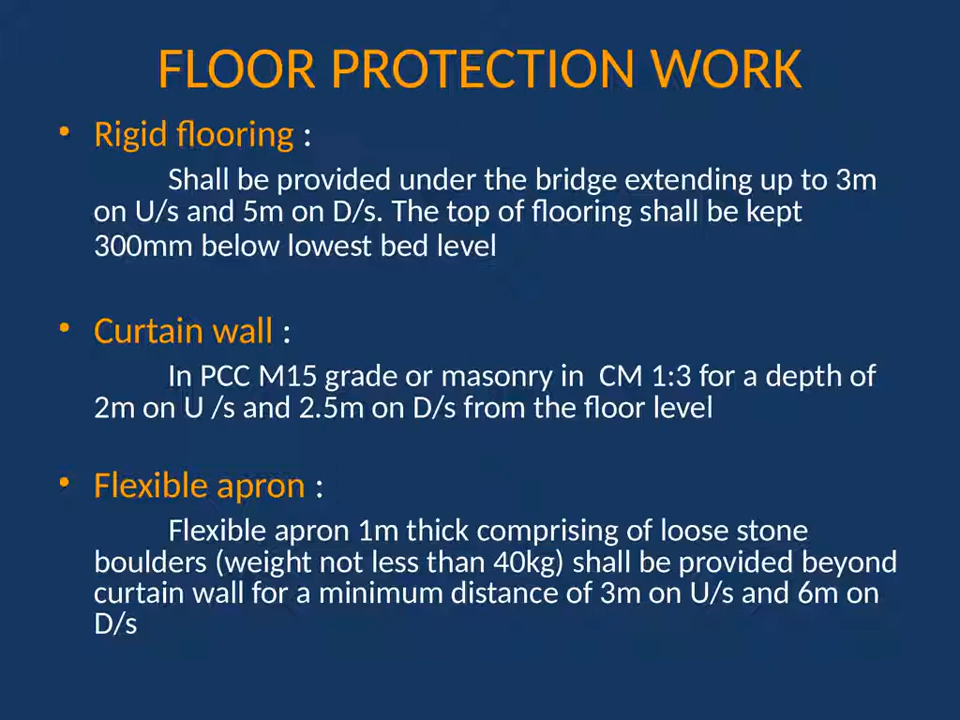 FLOOR PROTECTION WORK
• Rigid flooring :
Shall be provided under the bridge extending up to 3m
on U/s and 5m on D/s. The top of flooring shall be kept
300mm below lowest bed level
• Curtain wall :
In PCC M15 grade or masonry in  CM 1:3 for a depth of
2m on U /s and 2.5m on D/s from the floor level
• Flexible apron :
Flexible apron 1m thick comprising of loose stone
boulders (weight not less than 40kg) shall be provided beyond
curtain wall for a minimum distance of 3m on U/s and 6m on
D/s